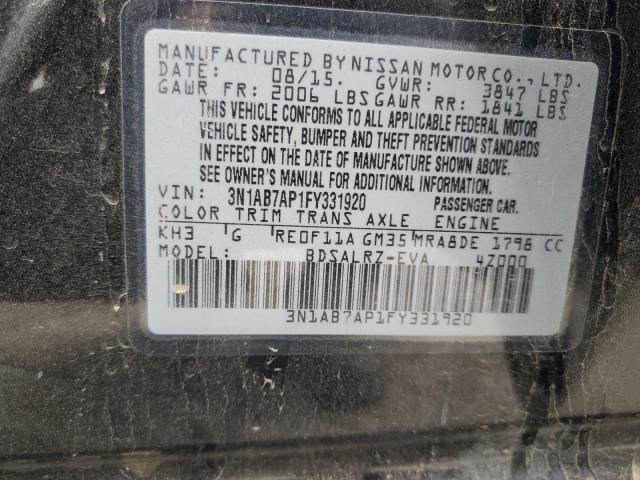 MANUFACTURED BY NISSAN MOTOR CO., LTD.
DATE: 08/15. GVWR: 3847 LBS
GAWR FR: 2006 LBS GAWR RR: 1841 LBS
THIS VEHICLE CONFORMS TO ALL APPLICABLE FEDERAL MOTOR
VEHICLE SAFETY, BUMPER AND THEFT PREVENTION STANDARDS
IN EFFECT ON THE DATE OF MANUFACTURE SHOWN ABOVE.
SEE OWNER'S MANUAL FOR ADDITIONAL INFORMATION.
VIN: 3N1AB7AP1FY331920 PASSENGER CAR.
COLOR TRIM TRANS AXLE ENGINE
KH3 G RE0F11A GM35 MRA8DE 1798 CC
MODEL: BDSALRZ-EVA 4Z000
3N1AB7AP1FY331920